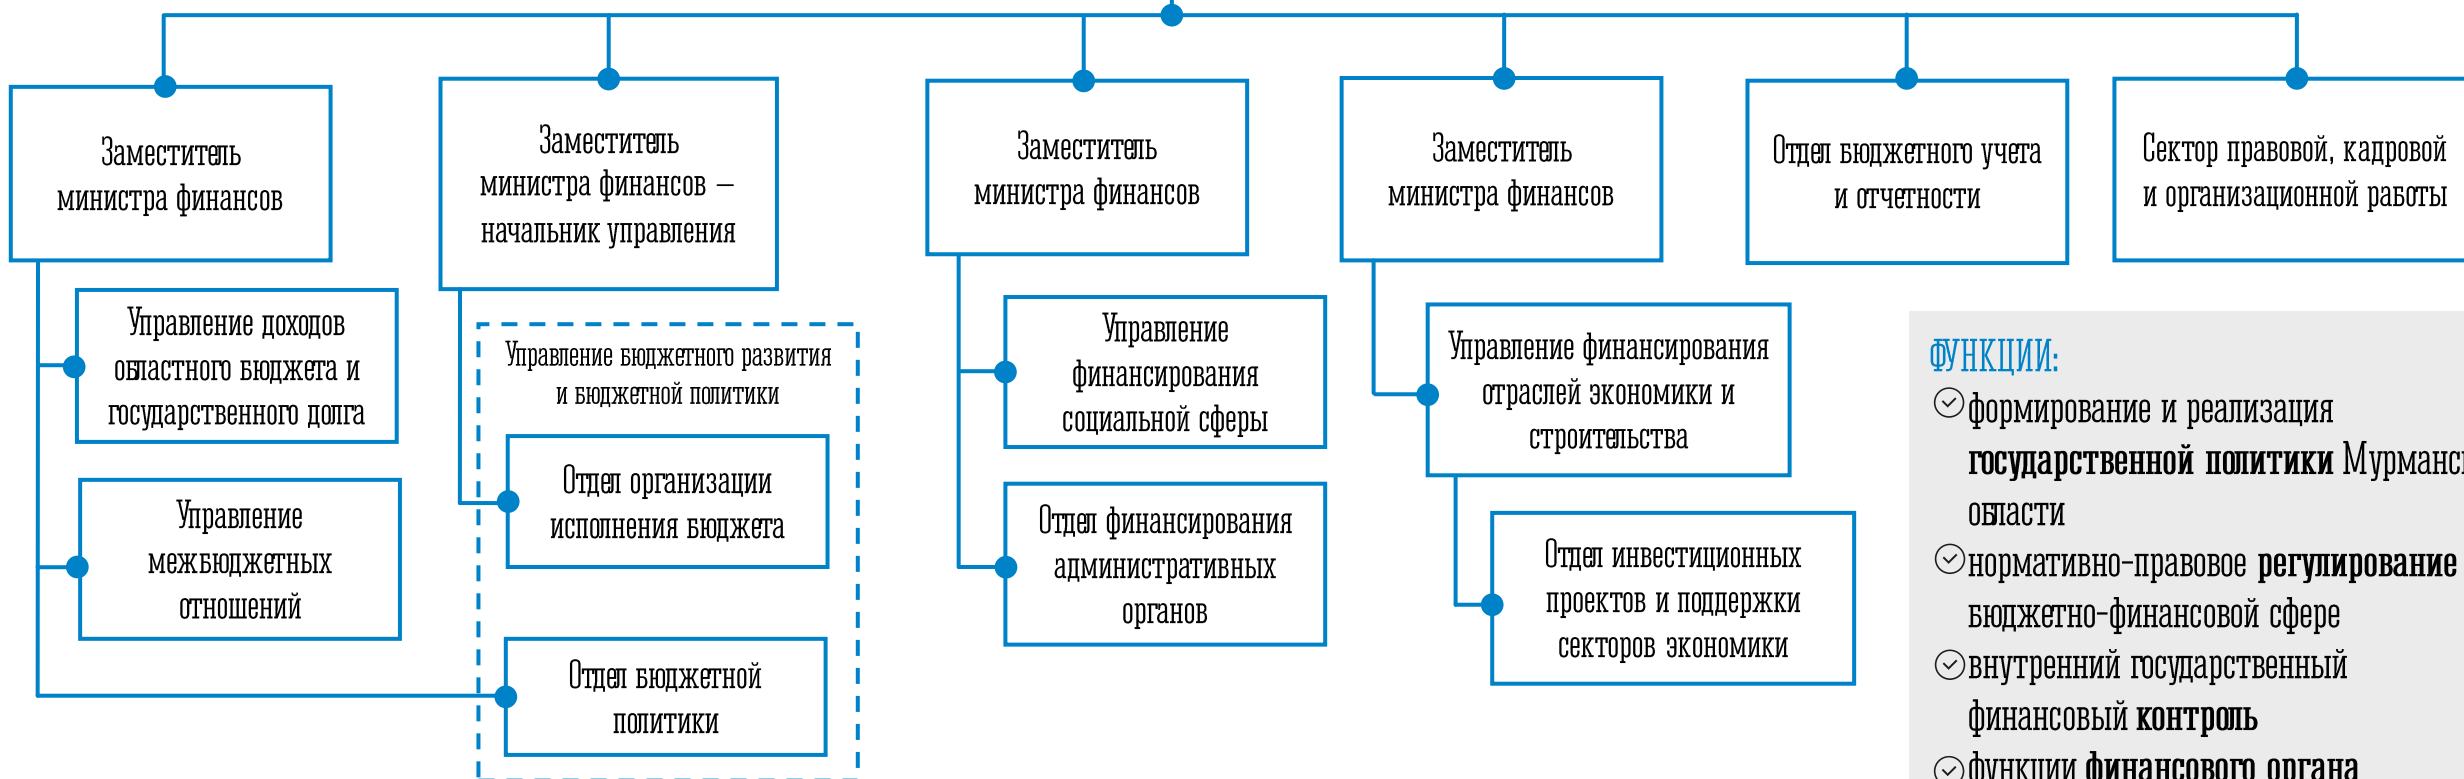 Заместитель
министра финансов
Заместитель
министра финансов –
начальник управления
Заместитель
министра финансов
Заместитель
министра финансов
Отдел бюджетного учета
и отчетности
Сектор правовой, кадровой
и организационной работы
Управление доходов
областного бюджета и
государственного долга
Управление
межбюджетных
отношений
Управление бюджетного развития
и бюджетной политики
Отдел организации
исполнения бюджета
Отдел бюджетной
политики
Управление
финансирования
социальной сферы
Отдел финансирования
административных
органов
Управление финансирования
отраслей экономики и
строительства
Отдел инвестиционных
проектов и поддержки
секторов экономики
ФУНКЦИИ:
формирование и реализация
государственной политики
области
нормативно-правовое регулирование
бюджетно-финансовой сфере
внутренний государственный
финансовый контроль
функции финансового органа